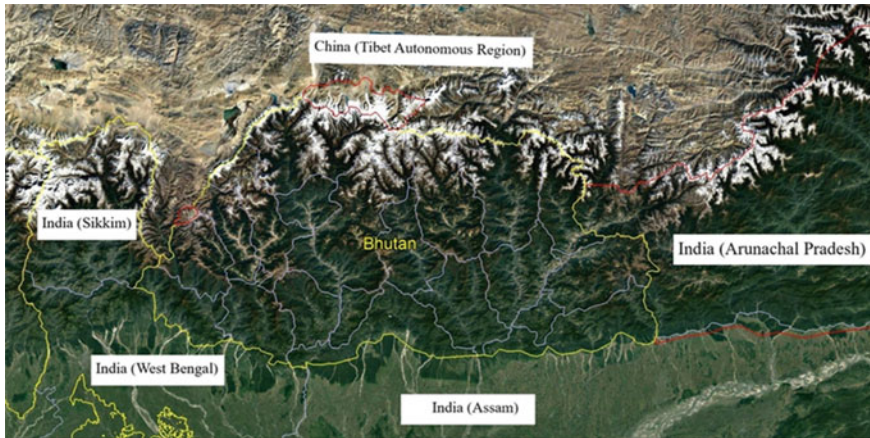 China (Tibet Autonomous Region)
India (Sikkim)
Bhutan
India (Arunachal Pradesh)
India (West Bengal)
India (Assam)